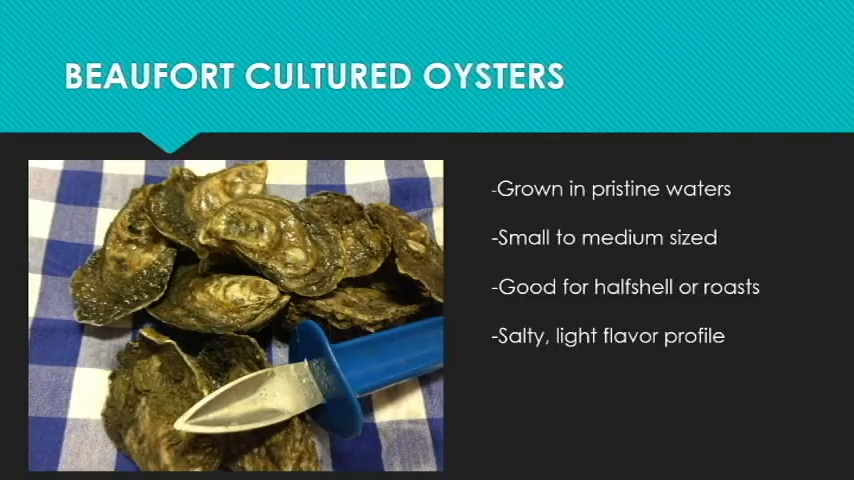 BEAUFORT CULTURED OYSTERS
-Grown in pristine waters
-Small to medium sized
-Good for halfshell or roasts
-Salty, light flavor profile